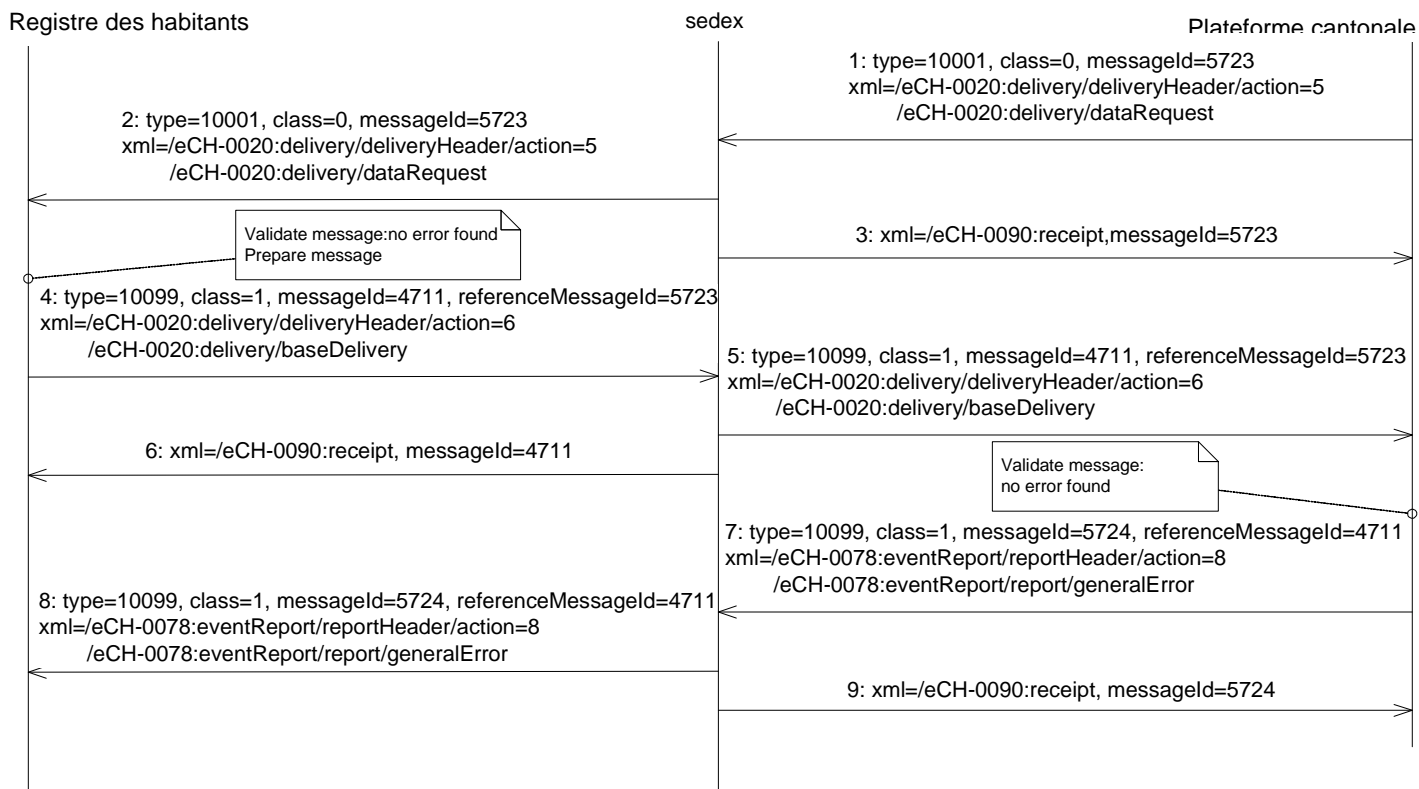 Registre des habitants
sedex
Plateforme cantonale
1: type=10001, class=0, messageId=5723
xml=/eCH-0020:delivery/deliveryHeader/action=5
/eCH-0020:delivery/dataRequest
2: type=10001, class=0, messageId=5723
xml=/eCH-0020:delivery/deliveryHeader/action=5
/eCH-0020:delivery/dataRequest
Validate message:no error found
Prepare message
3: xml=/eCH-0090:receipt,messageId=5723
4: type=10099, class=1, messageId=4711, referenceMessageId=5723
xml=/eCH-0020:delivery/deliveryHeader/action=6
/eCH-0020:delivery/baseDelivery
5: type=10099, class=1, messageId=4711, referenceMessageId=5723
xml=/eCH-0020:delivery/deliveryHeader/action=6
/eCH-0020:delivery/baseDelivery
6: xml=/eCH-0090:receipt, messageId=4711
Validate message:
no error found
7: type=10099, class=1, messageId=5724, referenceMessageId=4711
xml=/eCH-0078:eventReport/reportHeader/action=8
/eCH-0078:eventReport/report/generalError
8: type=10099, class=1, messageId=5724, referenceMessageId=4711
xml=/eCH-0078:eventReport/reportHeader/action=8
/eCH-0078:eventReport/report/generalError
9: xml=/eCH-0090:receipt, messageId=5724